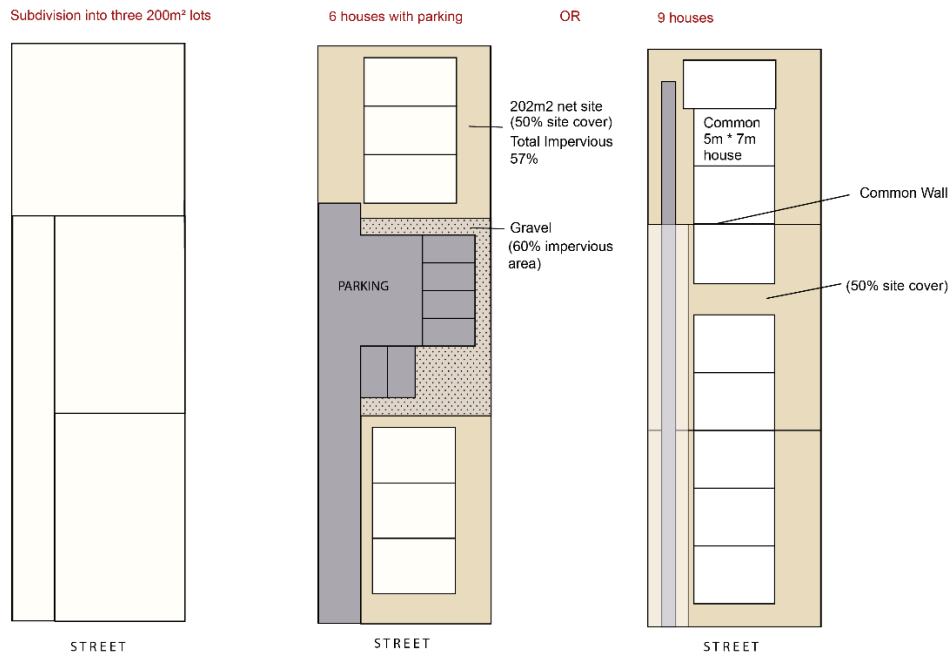 Subdivision into three 200m² lots
6 houses with parking
OR
9 houses
202m2 net site
(50% site cover)
Total Impervious
57%
Gravel
(60% impervious
area)
PARKING
Common
5m * 7m
house
Common Wall
(50% site cover)
STREET
STREET
STREET